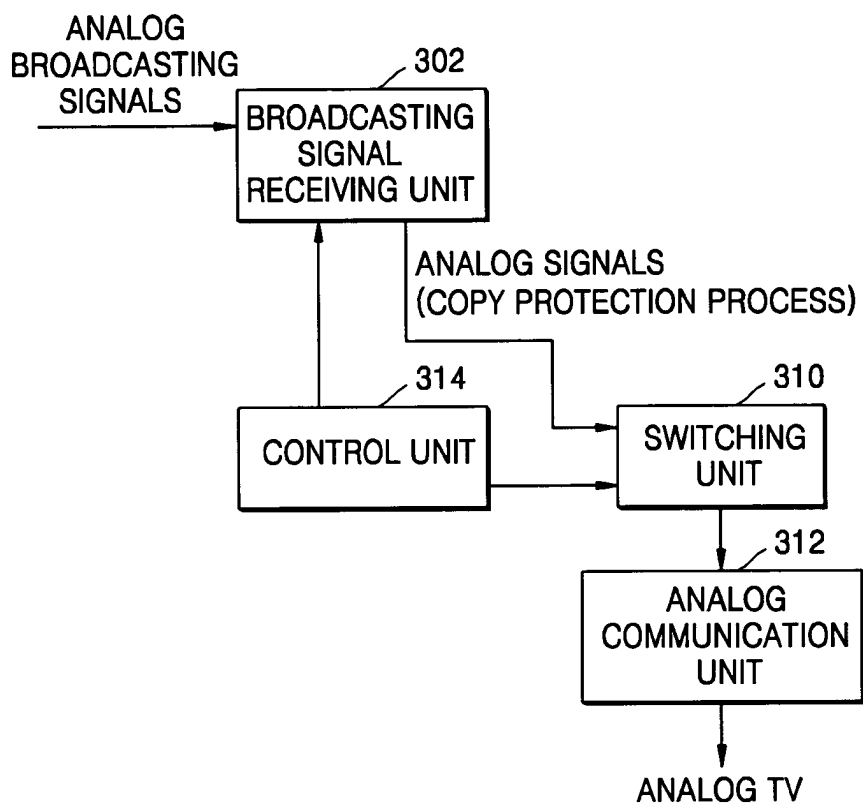 ANALOG
BROADCASTING
SIGNALS
302
BROADCASTING
SIGNAL
RECEIVING UNIT
ANALOG SIGNALS
(COPY PROTECTION PROCESS)
314
CONTROL UNIT
310
SWITCHING
UNIT
312
ANALOG
COMMUNICATION
UNIT
ANALOG TV